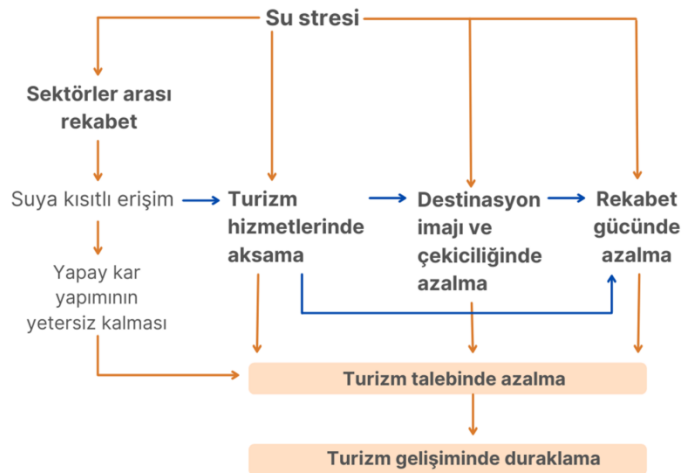 Su stresi
Sektörler arası
rekabet
Suya kısıtlı erişim
Yapay kar
yapımının
yetersiz kalması
Turizm
hizmetlerinde
aksama
Destinasyon
imajı ve
çekiciliğinde
azalma
Rekabet
gücünde
azalma
Turizm talebinde azalma
Turizm gelişiminde duraklama